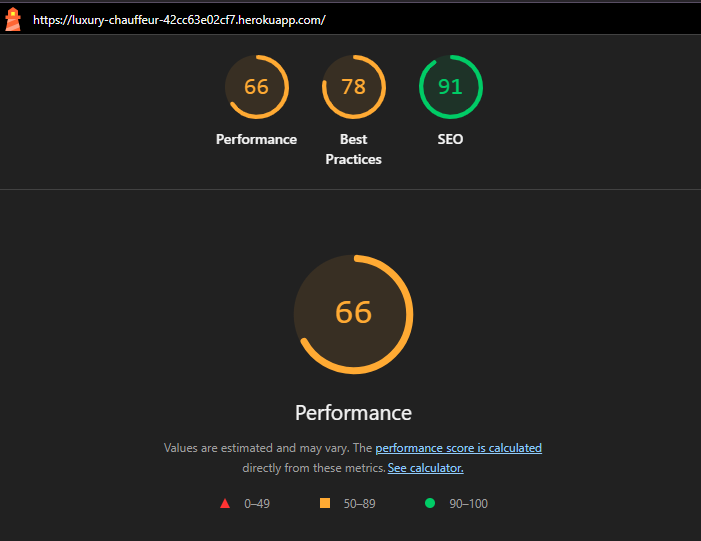 https://luxury-chauffeur-42cc63e02cf7.herokuapp.com/
66 78 91
Performance Best Practices SEO
66
Performance
Values are estimated and may vary. The performance score is calculated
directly from these metrics. See calculator.
0–49 50–89 90–100